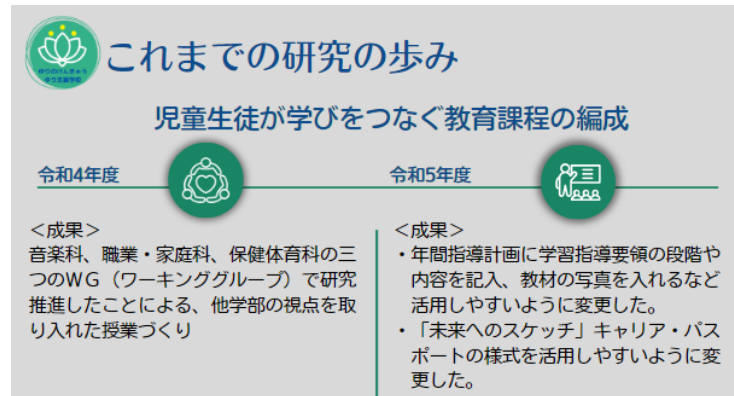 これまでの研究の歩み
児童生徒が学びをつなぐ教育課程の編成
令和4年度
<成果>
音楽科、職業・家庭科、保健体育科の三
つのWG（ワーキンググループ）で研究
推進したことによる、他学部の視点を取
り入れた授業づくり
令和5年度
<成果>
・年間指導計画に学習指導要領の段階や
内容を記入、教材の写真を入れるなど
活用しやすいように変更した。
・「未来へのスケッチ」キャリア・パス
ポートの様式を活用しやすいように変
更した。